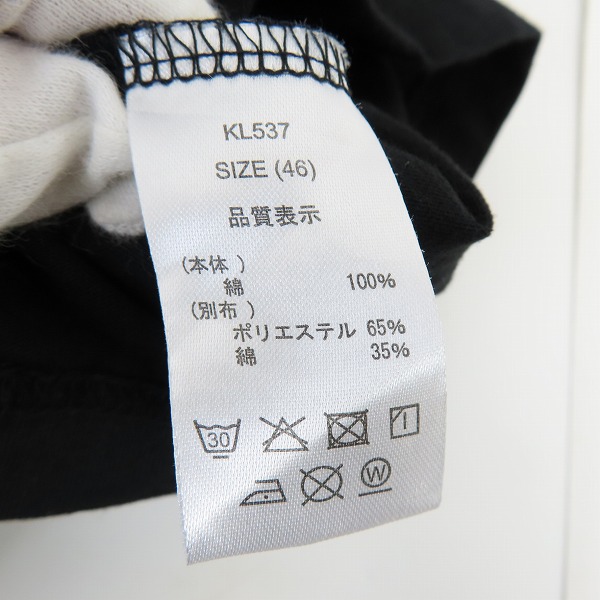 KL537
SIZE (46)
品質表示
(本体 )
綿 100%
(別布 )
ポリエステル 65%
綿 35%
30
W